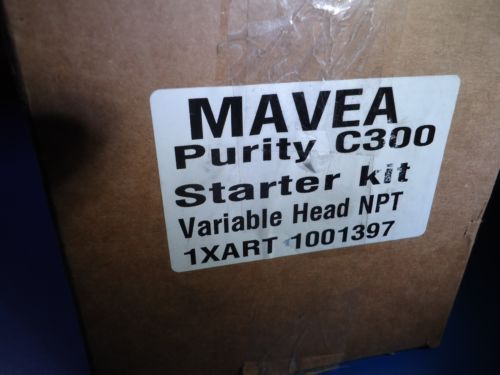 MAVEA
Purity C300
Starter kit
Variable Head NPT
1XART 1001397